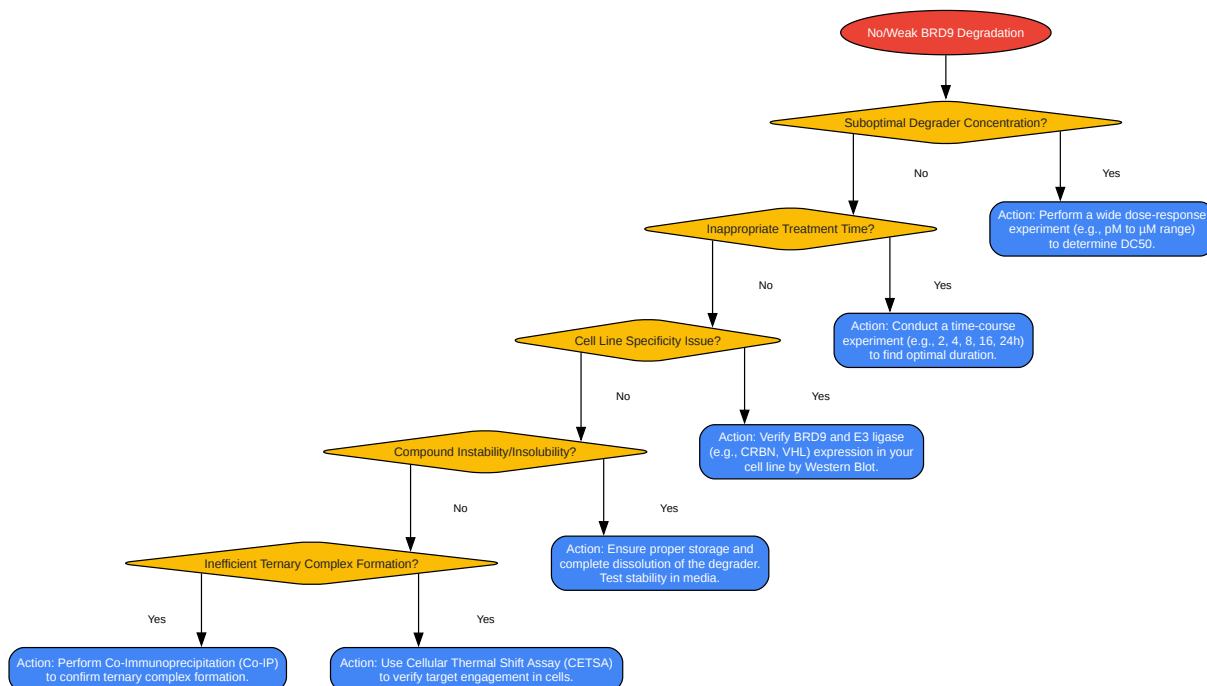 No/Weak BRD9 Degradation
Suboptimal Degrader Concentration?
No
Yes
Action: Perform a wide dose-response
experiment (e.g., pM to µM range)
to determine DC50.
Inappropriate Treatment Time?
No
Yes
Action: Conduct a time-course
experiment (e.g., 2, 4, 8, 16, 24h)
to find optimal duration.
Cell Line Specificity Issue?
No
Yes
Action: Verify BRD9 and E3 ligase
(e.g., CRBN, VHL) expression in your
cell line by Western Blot.
Compound Instability/Insolubility?
No
Yes
Action: Ensure proper storage and
complete dissolution of the degrader.
Test stability in media.
Inefficient Ternary Complex Formation?
Yes
Yes
Action: Perform Co-Immunoprecipitation (Co-IP)
to confirm ternary complex formation.
Action: Use Cellular Thermal Shift Assay (CETSA)
to verify target engagement in cells.